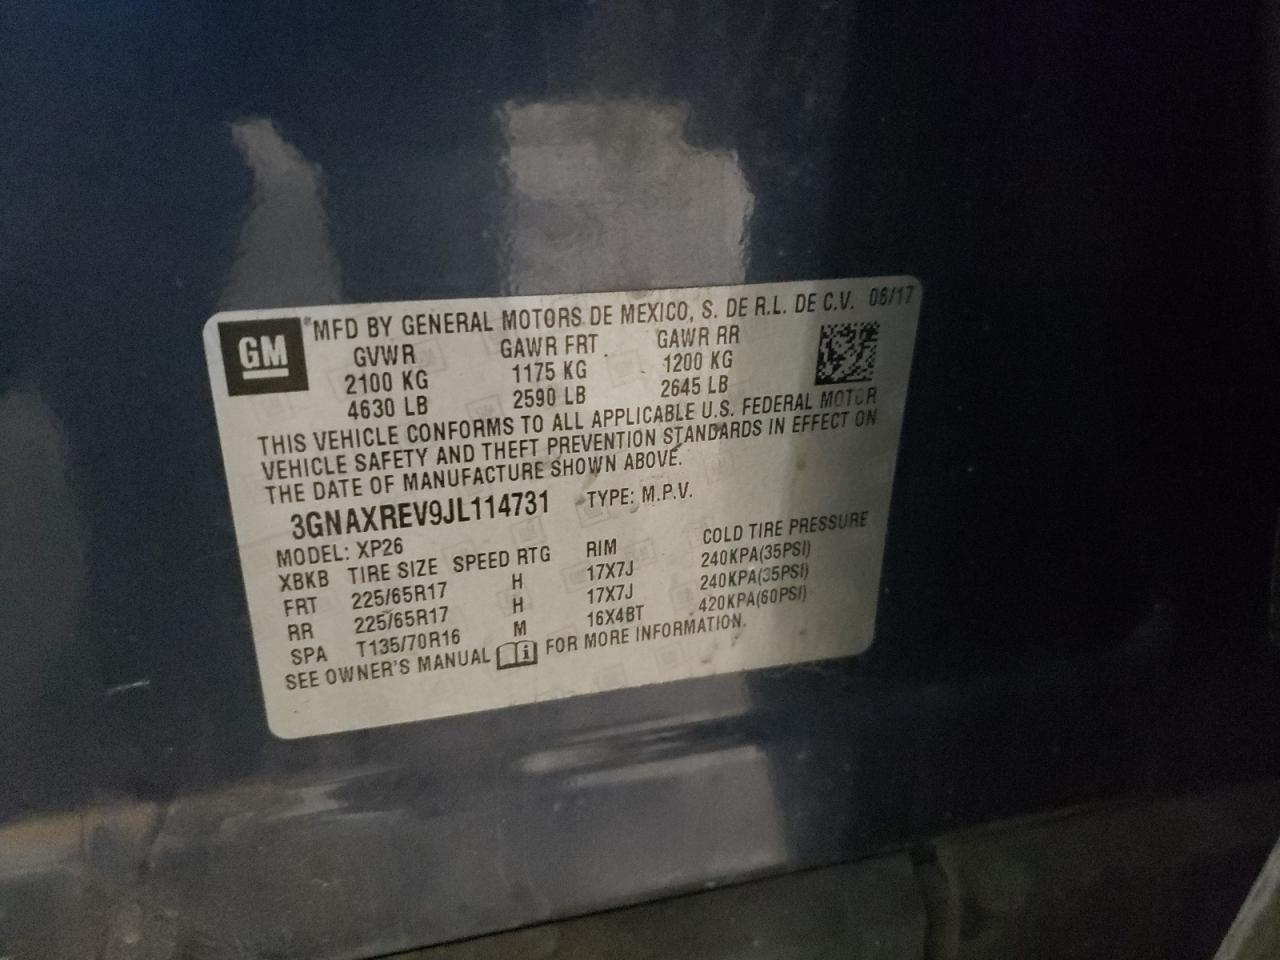 GM
MFD BY GENERAL MOTORS DE MEXICO, S. DE R.L. DE C.V. 06/17
GVWR GAWR FRT GAWR RR
2100 KG 1175 KG 1200 KG
4630 LB 2590 LB 2645 LB
THIS VEHICLE CONFORMS TO ALL APPLICABLE U.S. FEDERAL MOTOR
VEHICLE SAFETY AND THEFT PREVENTION STANDARDS IN EFFECT ON
THE DATE OF MANUFACTURE SHOWN ABOVE.
3GNAXREV9JL114731 TYPE: M.P.V.
MODEL: XP26
XBKB TIRE SIZE SPEED RTG RIM COLD TIRE PRESSURE
FRT 225/65R17 H 17X7J 240KPA(35PSI)
RR 225/65R17 H 17X7J 240KPA(35PSI)
SPA T135/70R16 M 16X4BT 420KPA(60PSI)
SEE OWNER'S MANUAL FOR MORE INFORMATION.